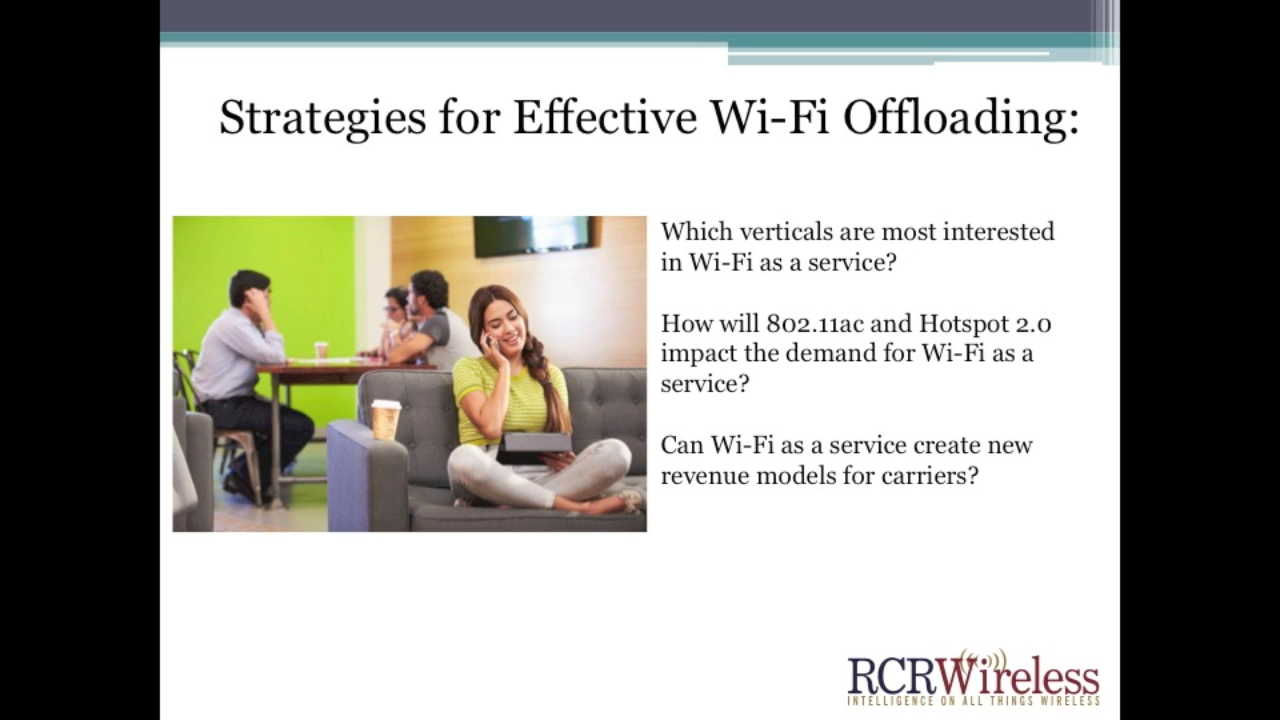 Strategies for Effective Wi-Fi Offloading:
Which verticals are most interested
in Wi-Fi as a service?
How will 802.11ac and Hotspot 2.0
impact the demand for Wi-Fi as a
service?
Can Wi-Fi as a service create new
revenue models for carriers?
RCRWireless
INTELLIGENCE ON ALL THINGS WIRELESS